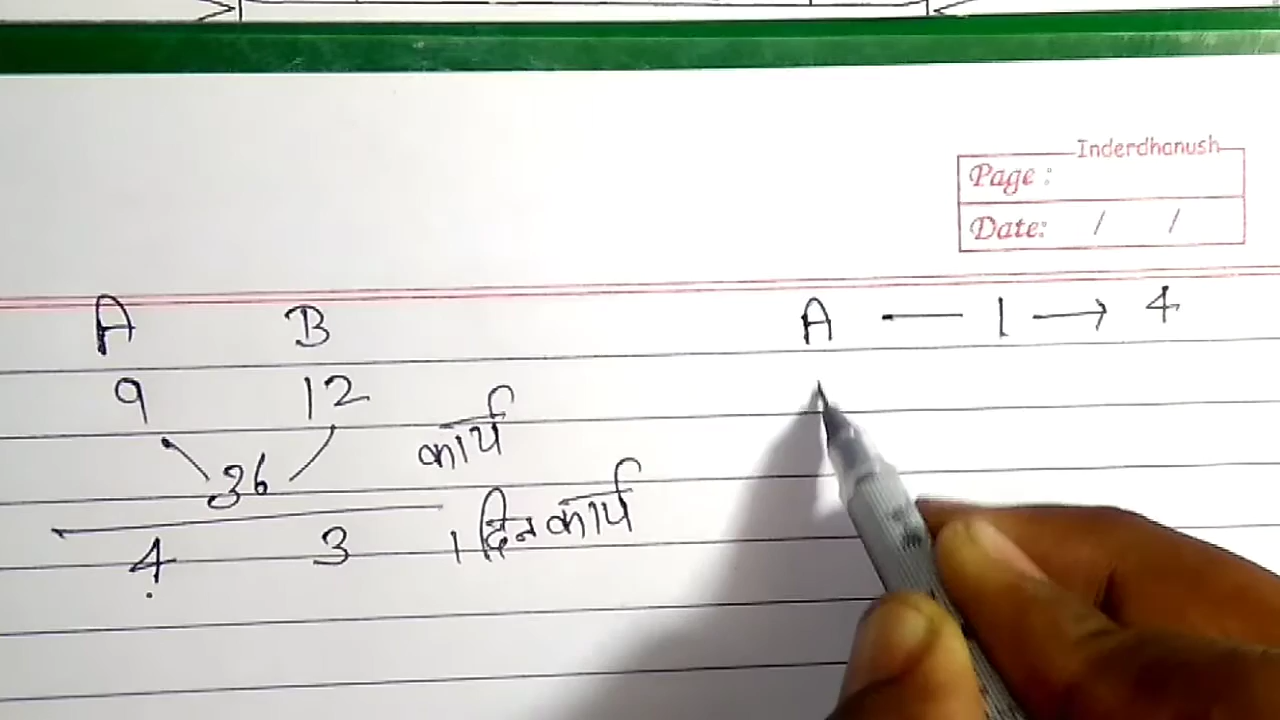 Inderdhanush
Page :
Date: / /
A B
A — 1 → 4
9 12
36 कार्य
4 3 1 दिन कार्य